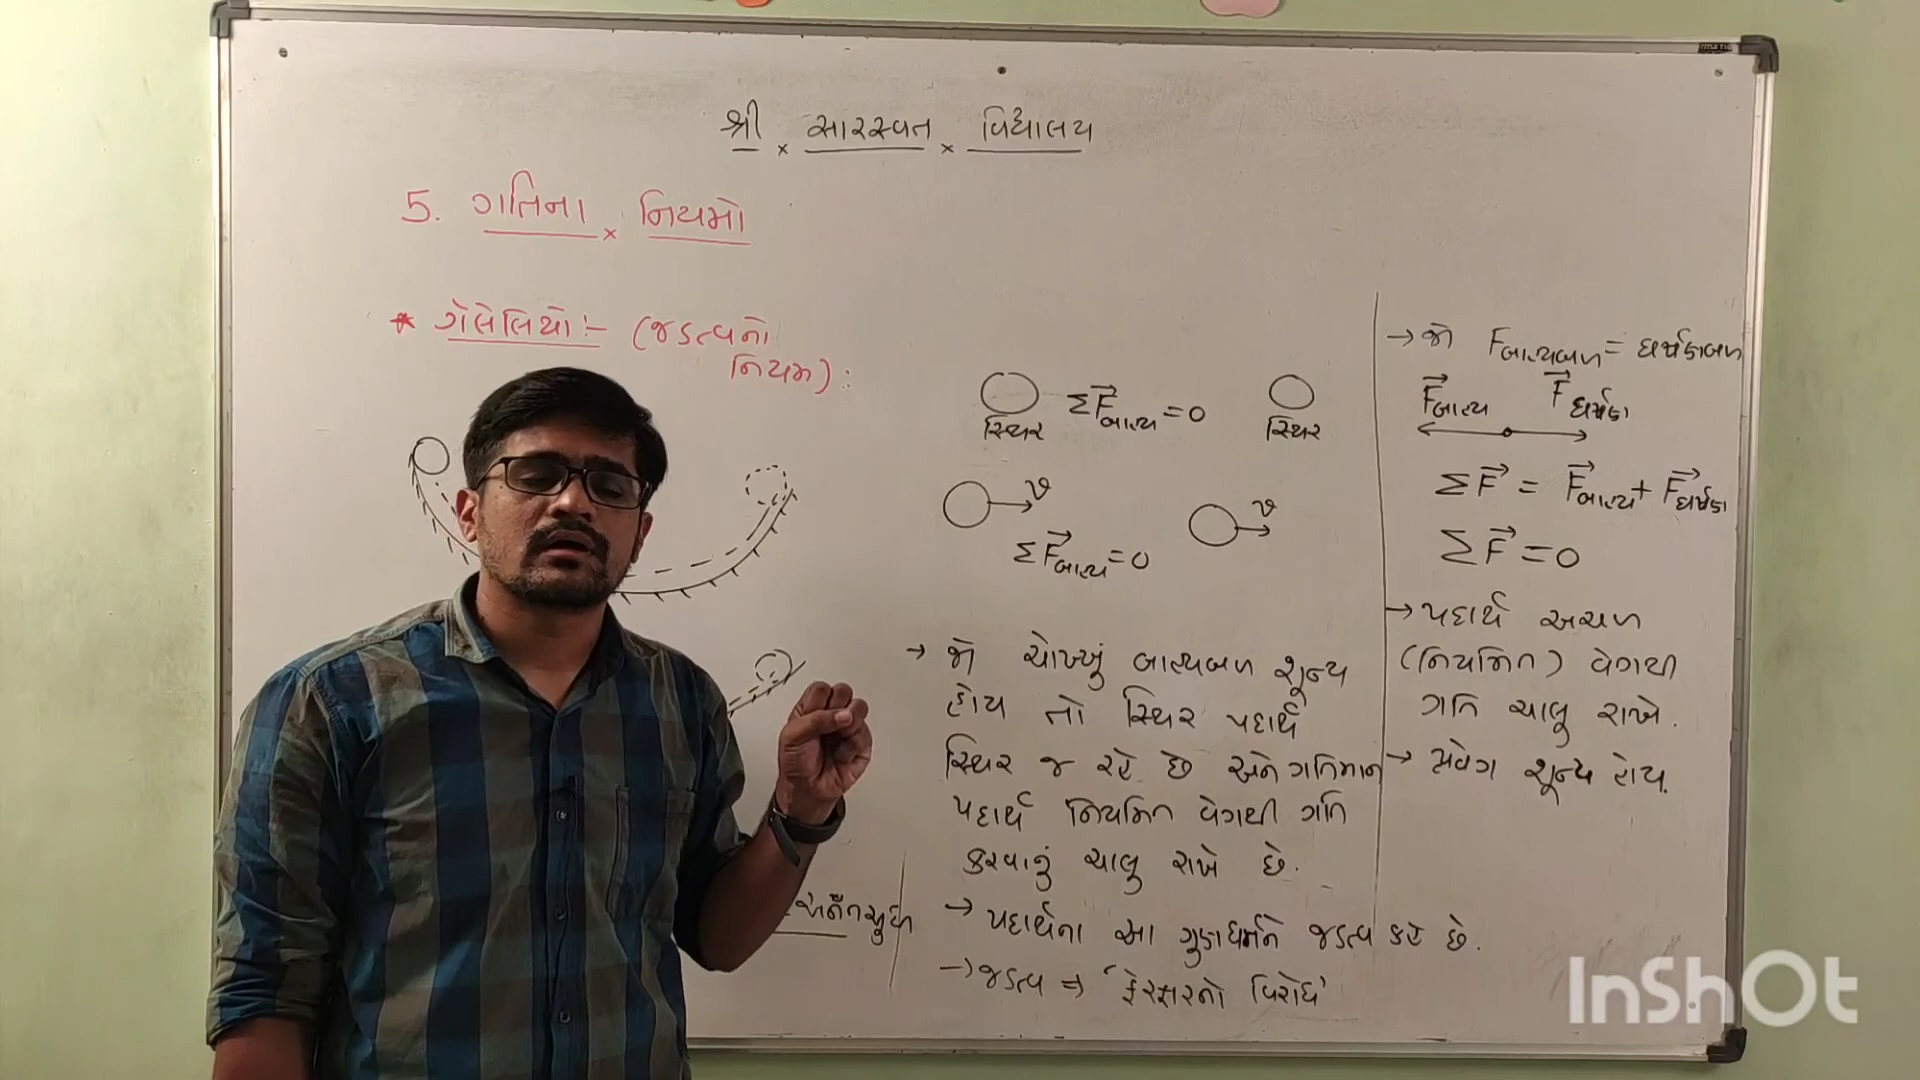 શ્રી × સારસ્વત × વિદ્યાલય
5. ગતિના × નિયમો
* ગેલેલિયો :- (જડત્વનો
નિયમ) :
સ્થિર ΣF⃗બાહ્ય = 0 સ્થિર
v v
ΣF⃗બાહ્ય = 0
→ જો ચોખ્ખું બાહ્યબળ શૂન્ય
હોય તો સ્થિર પદાર્થ
સ્થિર જ રહે છે અને ગતિમાન
પદાર્થ નિયમિત વેગથી ગતિ
કરવાનું ચાલુ રાખે છે.
→ પદાર્થના આ ગુણધર્મને જડત્વ કહે છે.
→ જડત્વ ⇒ 'ફેરફારનો વિરોધ'
→ જો Fબાહ્યબળ = ઘર્ષણબળ
F⃗બાહ્ય F⃗ઘર્ષણ
ΣF⃗ = F⃗બાહ્ય + F⃗ઘર્ષણ
ΣF⃗ = 0
→ પદાર્થ અચળ
(નિયમિત) વેગથી
ગતિ ચાલુ રાખે.
→ પ્રવેગ શૂન્ય હોય.
InShOt